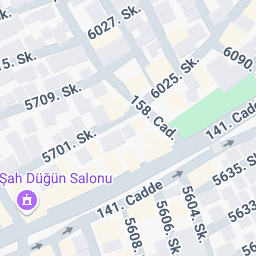 6027. Sk.
6090.
5. Sk.
6025. Sk.
5709. Sk.
158. Cad.
141. Cadde
5701. Sk.
5635. Sk.
Şah Düğün Salonu
141. Cadde
5604. Sk.
5606. Sk.
5608.